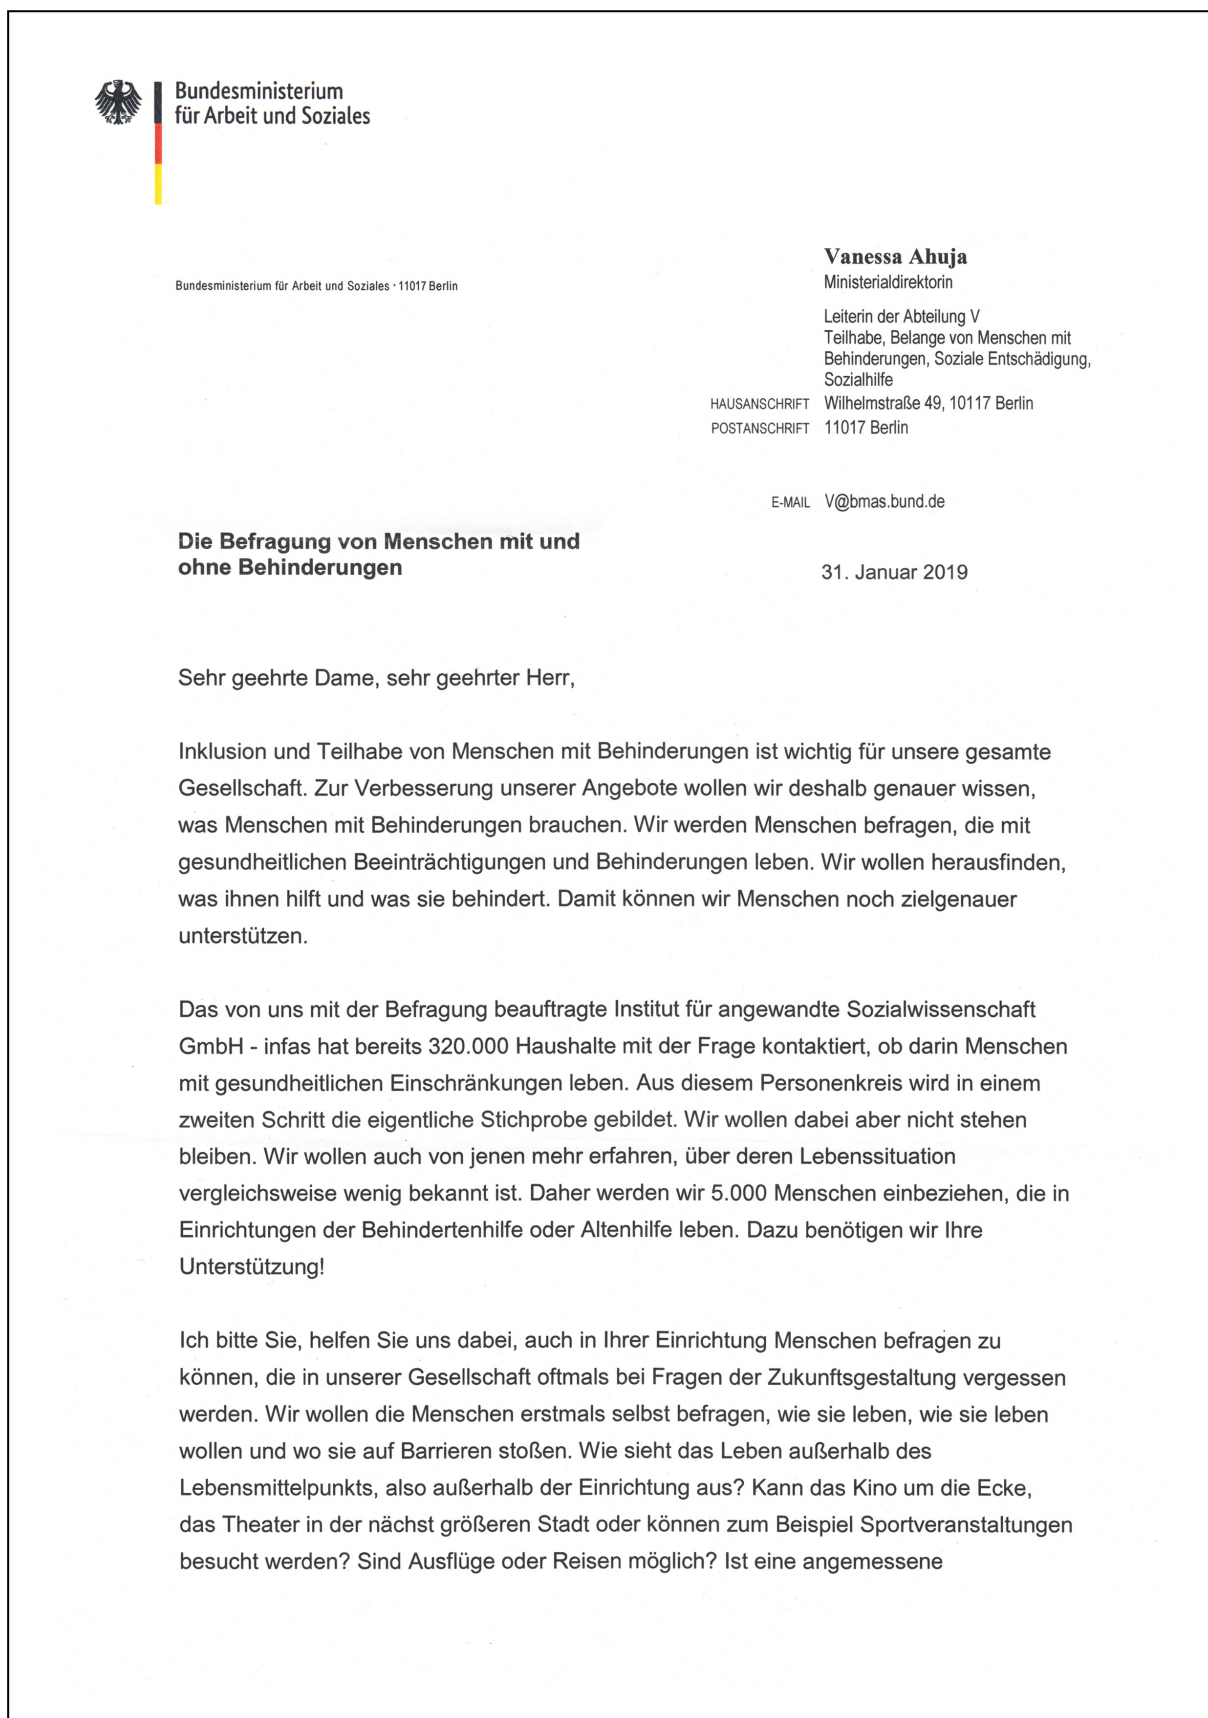 Bundesministerium
für Arbeit und Soziales
Bundesministerium für Arbeit und Soziales · 11017 Berlin
Vanessa Ahuja
Ministerialdirektorin
Leiterin der Abteilung V
Teilhabe, Belange von Menschen mit
Behinderungen, Soziale Entschädigung,
Sozialhilfe
HAUSANSCHRIFT Wilhelmstraße 49, 10117 Berlin
POSTANSCHRIFT 11017 Berlin
E-MAIL V@bmas.bund.de
Die Befragung von Menschen mit und
ohne Behinderungen
31. Januar 2019
Sehr geehrte Dame, sehr geehrter Herr,
Inklusion und Teilhabe von Menschen mit Behinderungen ist wichtig für unsere gesamte
Gesellschaft. Zur Verbesserung unserer Angebote wollen wir deshalb genauer wissen,
was Menschen mit Behinderungen brauchen. Wir werden Menschen befragen, die mit
gesundheitlichen Beeinträchtigungen und Behinderungen leben. Wir wollen herausfinden,
was ihnen hilft und was sie behindert. Damit können wir Menschen noch zielgenauer
unterstützen.
Das von uns mit der Befragung beauftragte Institut für angewandte Sozialwissenschaft
GmbH - infas hat bereits 320.000 Haushalte mit der Frage kontaktiert, ob darin Menschen
mit gesundheitlichen Einschränkungen leben. Aus diesem Personenkreis wird in einem
zweiten Schritt die eigentliche Stichprobe gebildet. Wir wollen dabei aber nicht stehen
bleiben. Wir wollen auch von jenen mehr erfahren, über deren Lebenssituation
vergleichsweise wenig bekannt ist. Daher werden wir 5.000 Menschen einbeziehen, die in
Einrichtungen der Behindertenhilfe oder Altenhilfe leben. Dazu benötigen wir Ihre
Unterstützung!
Ich bitte Sie, helfen Sie uns dabei, auch in Ihrer Einrichtung Menschen befragen zu
können, die in unserer Gesellschaft oftmals bei Fragen der Zukunftsgestaltung vergessen
werden. Wir wollen die Menschen erstmals selbst befragen, wie sie leben, wie sie leben
wollen und wo sie auf Barrieren stoßen. Wie sieht das Leben außerhalb des
Lebensmittelpunkts, also außerhalb der Einrichtung aus? Kann das Kino um die Ecke,
das Theater in der nächst größeren Stadt oder können zum Beispiel Sportveranstaltungen
besucht werden? Sind Ausflüge oder Reisen möglich? Ist eine angemessene